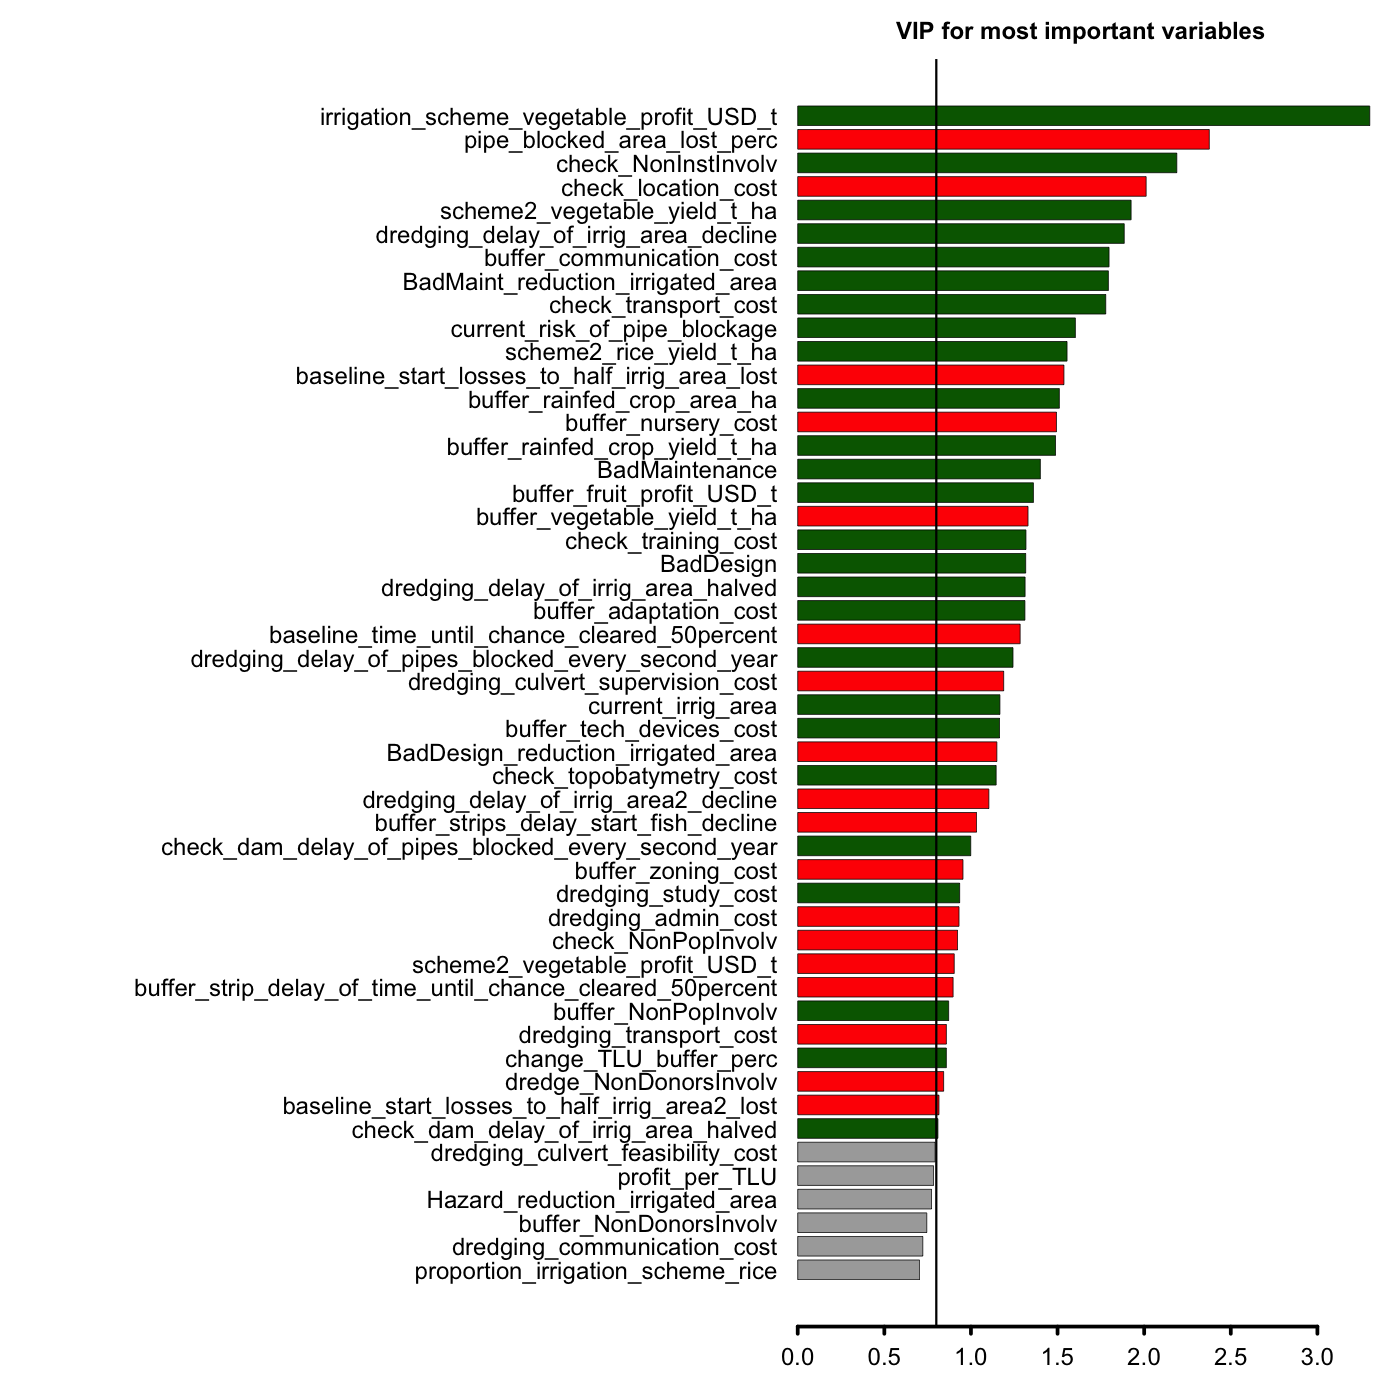 VIP for most important variables
irrigation_scheme_vegetable_profit_USD_t
pipe_blocked_area_lost_perc
check_NonInstInvolv
check_location_cost
scheme2_vegetable_yield_t_ha
dredging_delay_of_irrig_area_decline
buffer_communication_cost
BadMaint_reduction_irrigated_area
check_transport_cost
current_risk_of_pipe_blockage
scheme2_rice_yield_t_ha
baseline_start_losses_to_half_irrig_area_lost
buffer_rainfed_crop_area_ha
buffer_nursery_cost
buffer_rainfed_crop_yield_t_ha
BadMaintenance
buffer_fruit_profit_USD_t
buffer_vegetable_yield_t_ha
check_training_cost
BadDesign
dredging_delay_of_irrig_area_halved
buffer_adaptation_cost
baseline_time_until_chance_cleared_50percent
dredging_delay_of_pipes_blocked_every_second_year
dredging_culvert_supervision_cost
current_irrig_area
buffer_tech_devices_cost
BadDesign_reduction_irrigated_area
check_topobatymetry_cost
dredging_delay_of_irrig_area2_decline
buffer_strips_delay_start_fish_decline
check_dam_delay_of_pipes_blocked_every_second_year
buffer_zoning_cost
dredging_study_cost
dredging_admin_cost
check_NonPopInvolv
scheme2_vegetable_profit_USD_t
buffer_strip_delay_of_time_until_chance_cleared_50percent
buffer_NonPopInvolv
dredging_transport_cost
change_TLU_buffer_perc
dredge_NonDonorsInvolv
baseline_start_losses_to_half_irrig_area2_lost
check_dam_delay_of_irrig_area_halved
dredging_culvert_feasibility_cost
profit_per_TLU
Hazard_reduction_irrigated_area
buffer_NonDonorsInvolv
dredging_communication_cost
proportion_irrigation_scheme_rice
0.0 0.5 1.0 1.5 2.0 2.5 3.0